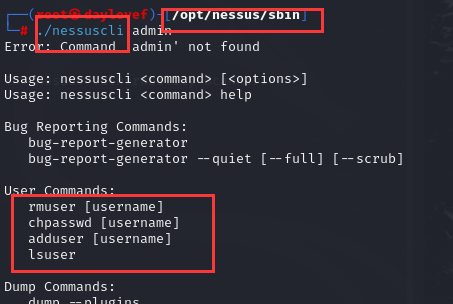 (root㉿daylovef)-[/opt/nessus/sbin]
# ./nessuscli admin
Error: Command 'admin' not found
Usage: nessuscli <command> [<options>]
Usage: nessuscli <command> help
Bug Reporting Commands:
bug-report-generator
bug-report-generator --quiet [--full] [--scrub]
User Commands:
rmuser [username]
chpasswd [username]
adduser [username]
lsuser
Dump Commands:
dump --plugins